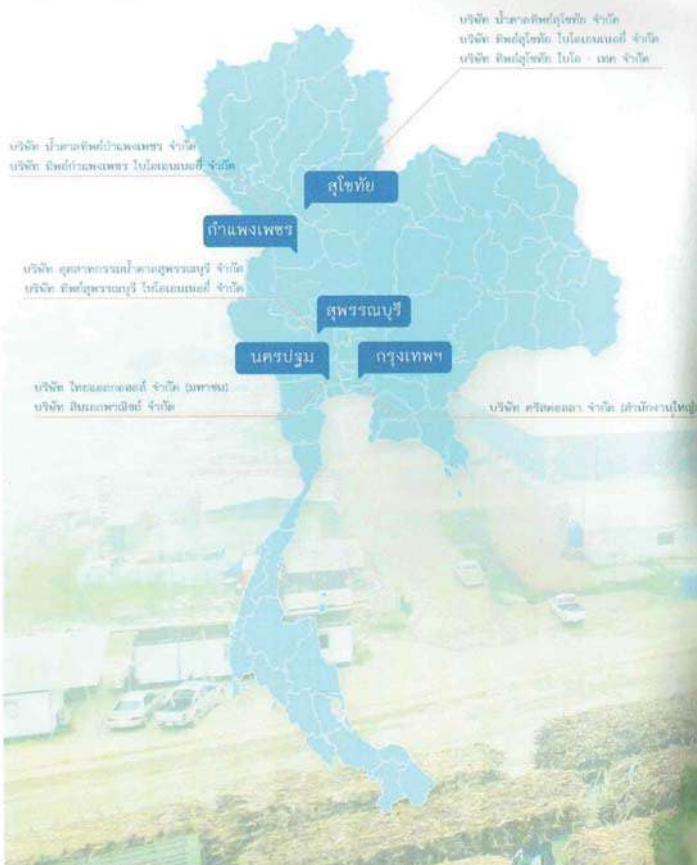 บริษัท น้ำตาลทิพย์สุโขทัย จำกัด
บริษัท ทิพย์สุโขทัย ไบโอเอนเนอยี่ จำกัด
บริษัท ทิพย์สุโขทัย ไบโอ - เทค จำกัด
บริษัท น้ำตาลทิพย์กำแพงเพชร จำกัด
บริษัท ทิพย์กำแพงเพชร ไบโอเอนเนอยี่ จำกัด
สุโขทัย
กำแพงเพชร
บริษัท อุตสาหกรรมน้ำตาลสุพรรณบุรี จำกัด
บริษัท ทิพย์สุพรรณบุรี ไบโอเอนเนอยี่ จำกัด
สุพรรณบุรี
นครปฐม
กรุงเทพฯ
บริษัท ไทยแอลกอฮอล์ จำกัด (มหาชน)
บริษัท สิมเอกพาณิชย์ จำกัด
บริษัท คริสตอลลา จำกัด (สำนักงานใหญ่)